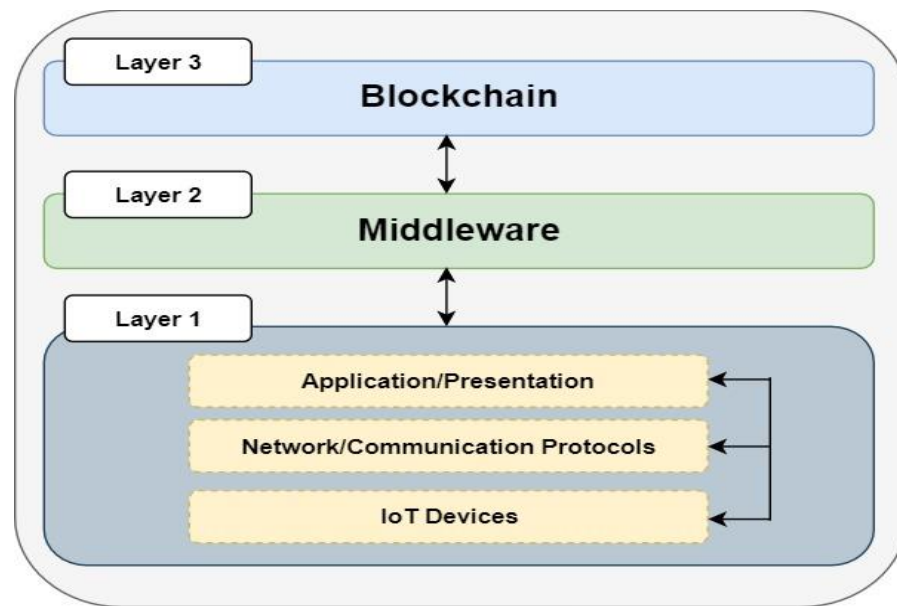 Layer 3
Blockchain
Layer 2
Middleware
Layer 1
Application/Presentation
Network/Communication Protocols
IoT Devices